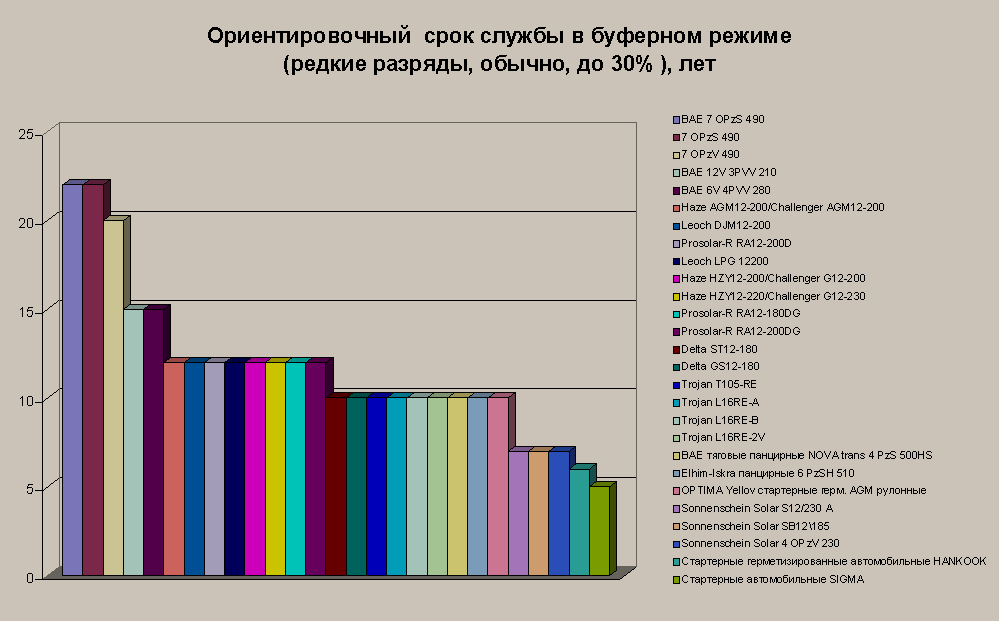 Ориентировочный срок службы в буферном режиме
(редкие разряды, обычно, до 30% ), лет
25
20
15
10
5
0
BAE 7 OPzS 490
7 OPzS 490
7 OPzV 490
BAE 12V 3PVV 210
BAE 6V 4PVV 280
Haze AGM12-200/Challenger AGM12-200
Leoch DJM12-200
Prosolar-R RA12-200D
Leoch LPG 12200
Haze HZY12-200/Challenger G12-200
Haze HZY12-220/Challenger G12-230
Prosolar-R RA12-180DG
Prosolar-R RA12-200DG
Delta ST12-180
Delta GS12-180
Trojan T105-RE
Trojan L16RE-A
Trojan L16RE-B
Trojan L16RE-2V
BAE тяговые панцирные NOVA trans 4 PzS 500HS
Elhim-Iskra панцирные 6 PzSH 510
OPTIMA Yellov стартерные герм. AGM рулонные
Sonnenschein Solar S12/230 A
Sonnenschein Solar SB12\185
Sonnenschein Solar 4 OPzV 230
Стартерные герметизированные автомобильные HANKOOK
Стартерные автомобильные SIGMA